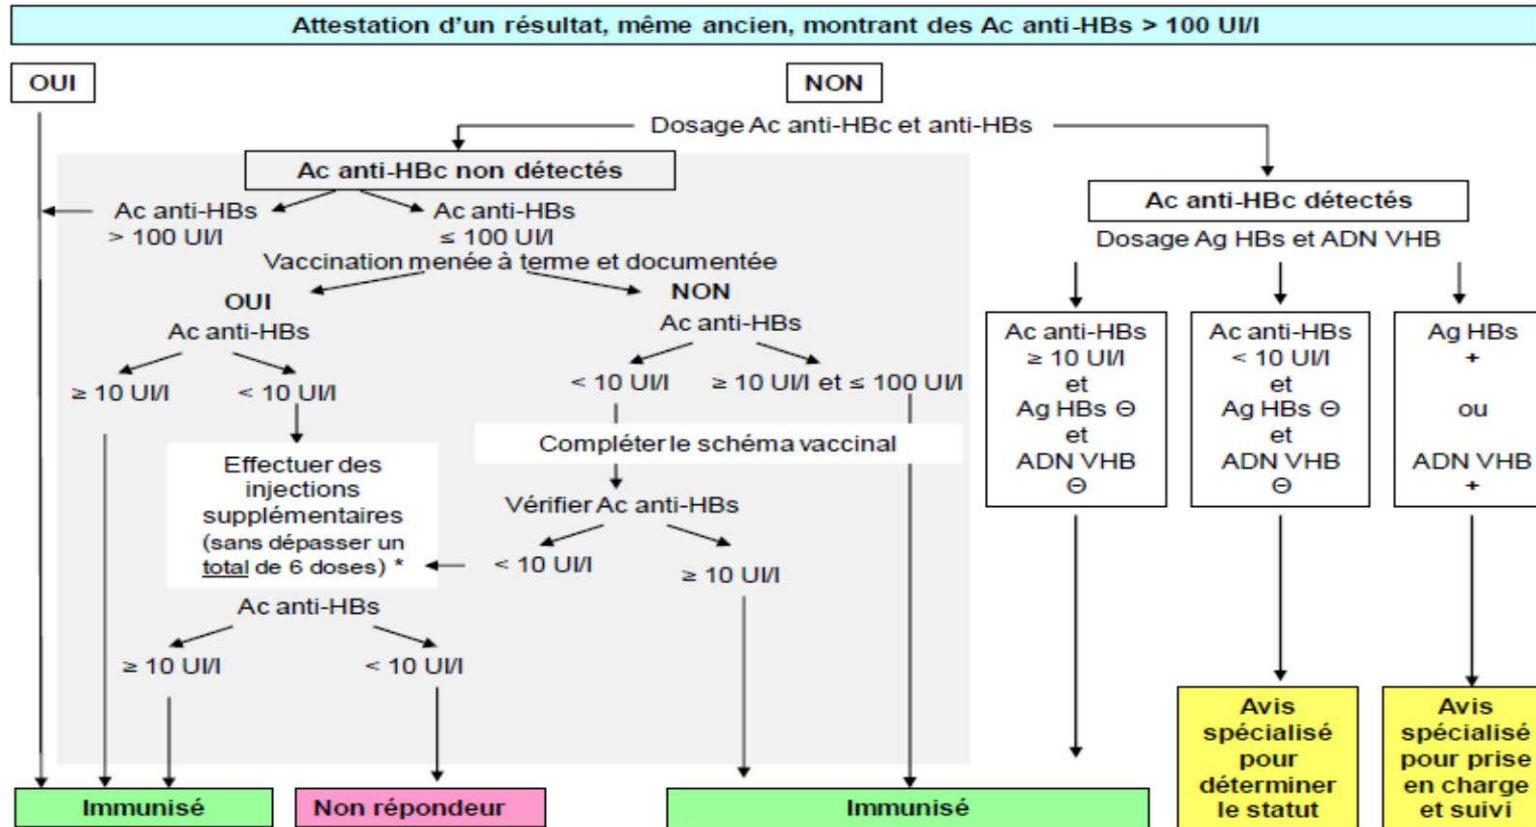 Attestation d'un résultat, même ancien, montrant des Ac anti-HBs > 100 UI/l
OUI
NON
Dosage Ac anti-HBc et anti-HBs
Ac anti-HBc non détectés
Ac anti-HBs
> 100 UI/l
Ac anti-HBs
≤ 100 UI/l
Vaccination menée à terme et documentée
OUI
Ac anti-HBs
≥ 10 UI/l
< 10 UI/l
Effectuer des
injections
supplémentaires
(sans dépasser un
total de 6 doses) *
Ac anti-HBs
≥ 10 UI/l
< 10 UI/l
NON
Ac anti-HBs
< 10 UI/l
≥ 10 UI/l et ≤ 100 UI/l
Compléter le schéma vaccinal
Vérifier Ac anti-HBs
< 10 UI/l
≥ 10 UI/l
Ac anti-HBc détectés
Dosage Ag HBs et ADN VHB
Ac anti-HBs
≥ 10 UI/l
et
Ag HBs ⊖
et
ADN VHB
⊖
Ac anti-HBs
< 10 UI/l
et
Ag HBs ⊖
et
ADN VHB
⊖
Ag HBs
+
ou
ADN VHB
+
Immunisé
Non répondeur
Immunisé
Avis
spécialisé
pour
déterminer
le statut
Avis
spécialisé
pour prise
en charge
et suivi